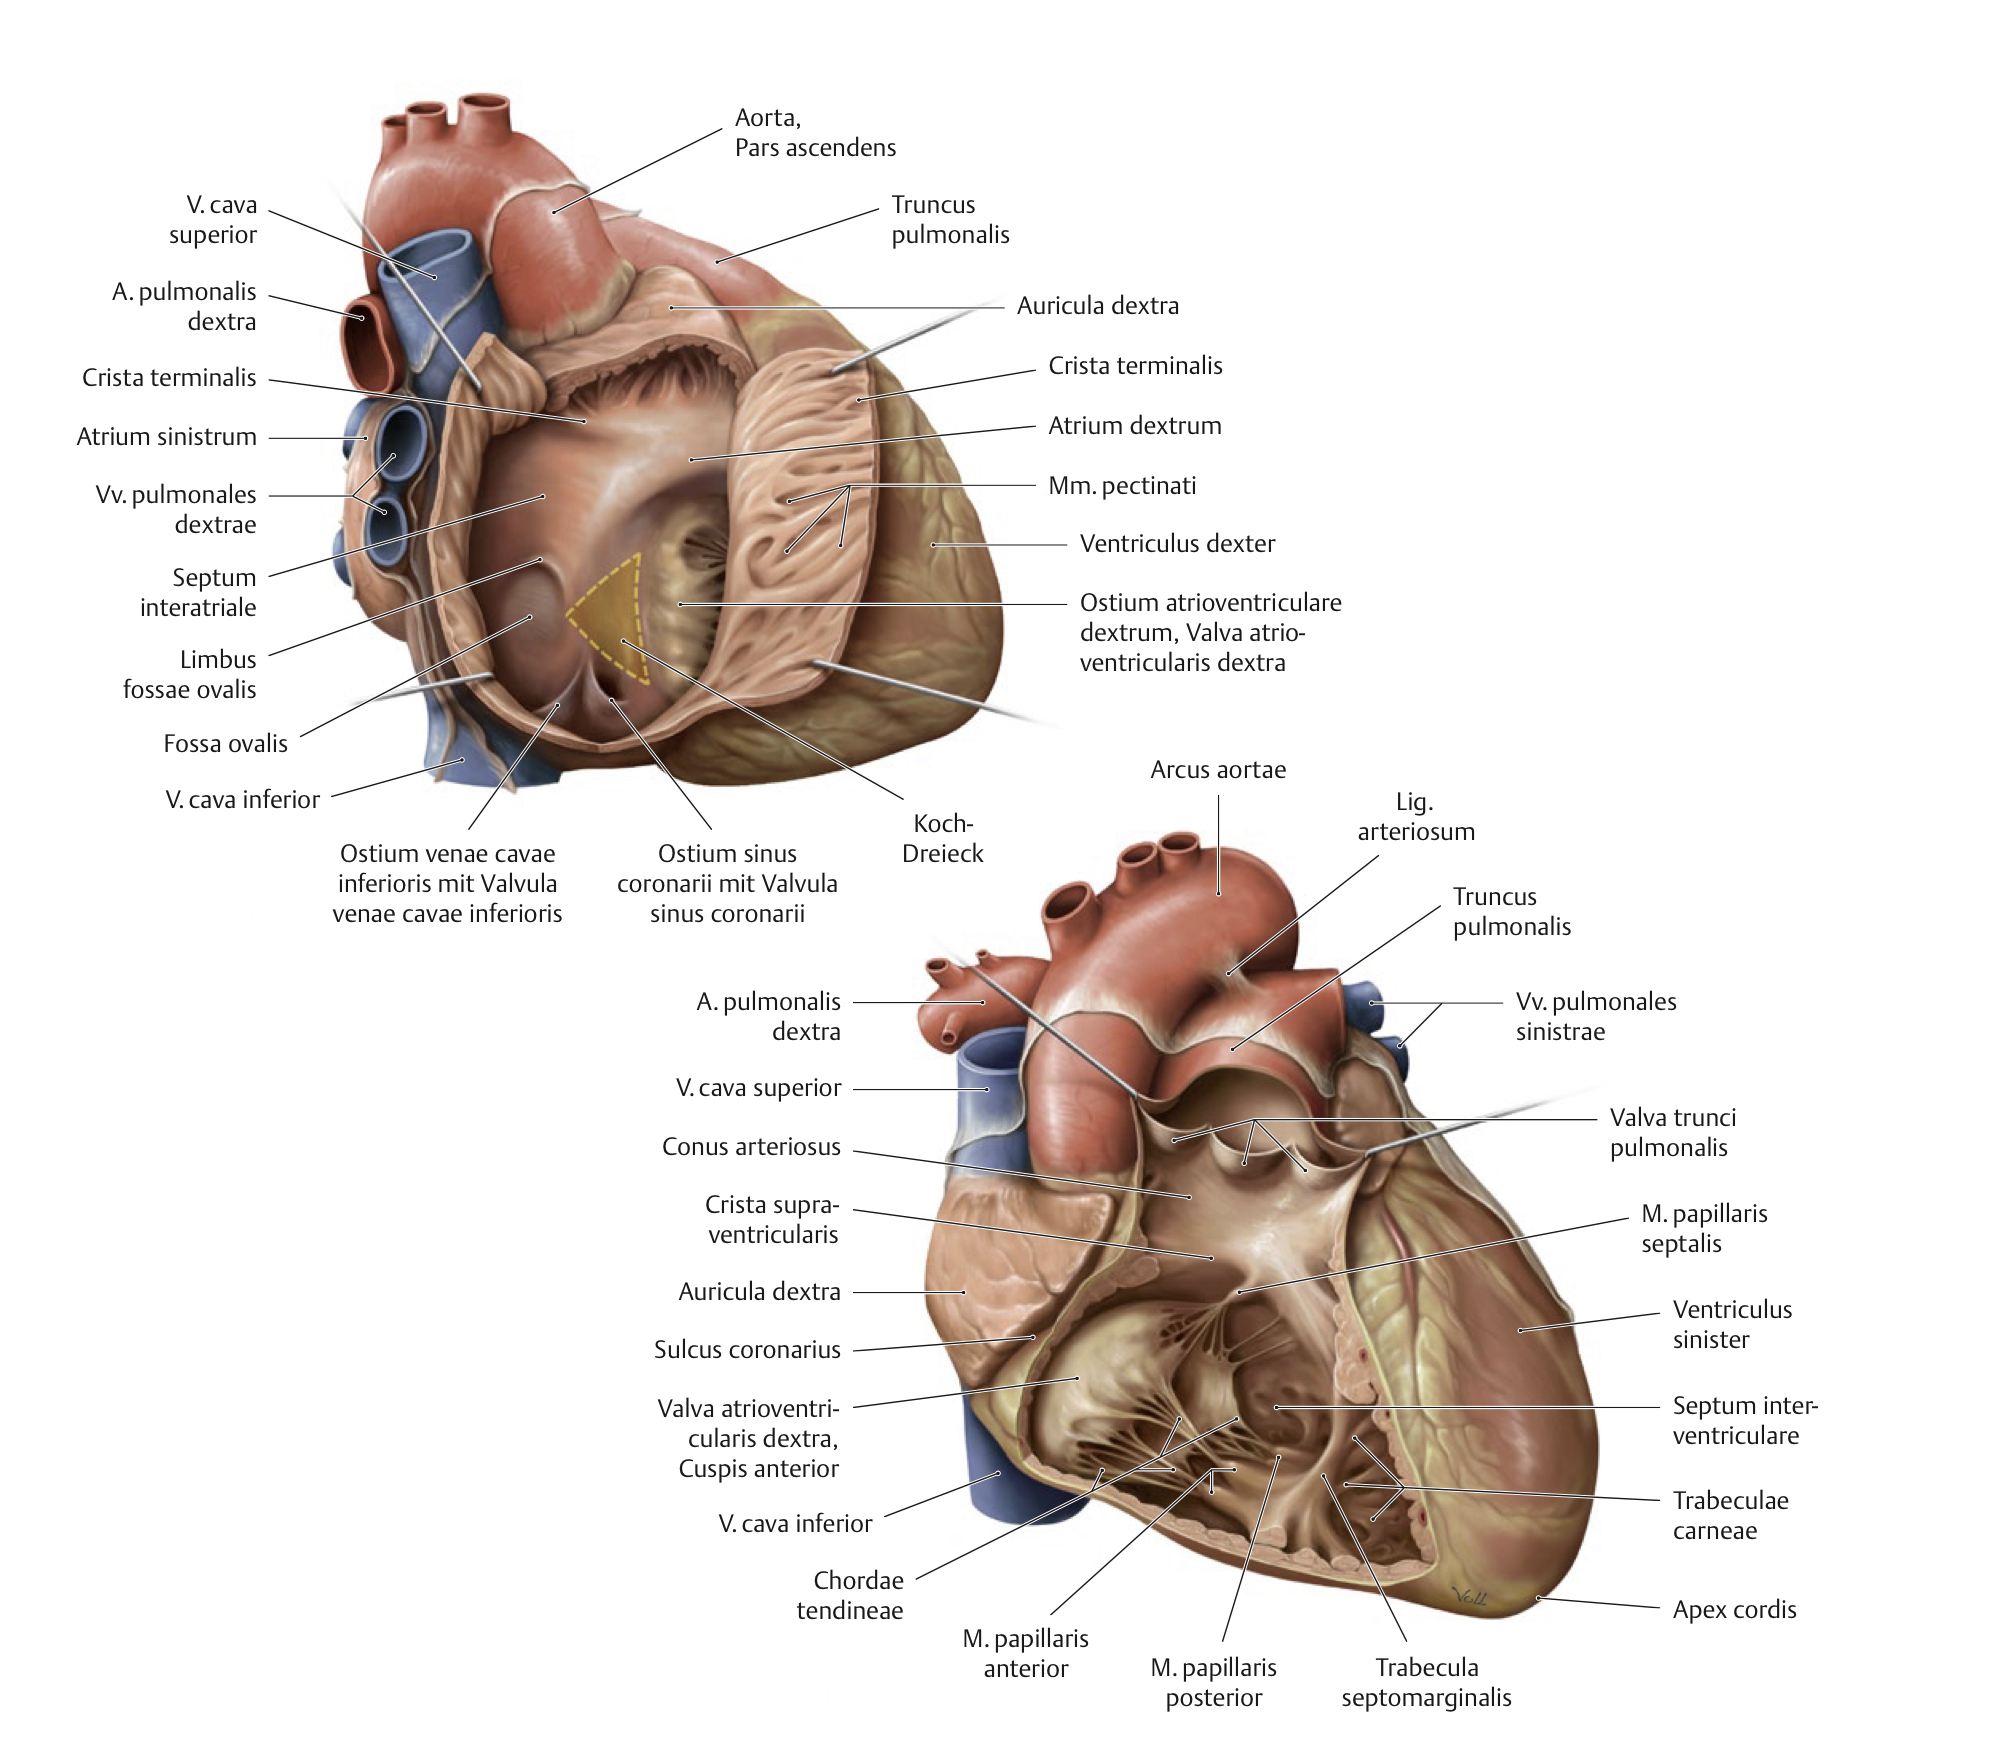 Aorta,
Pars ascendens
V. cava
superior
Truncus
pulmonalis
A. pulmonalis
dextra
Auricula dextra
Crista terminalis
Crista terminalis
Atrium sinistrum
Atrium dextrum
Vv. pulmonales
dextrae
Mm. pectinati
Septum
interatriale
Ventriculus dexter
Limbus
fossae ovalis
Ostium atrioventriculare
dextrum, Valva atrio-
ventricularis dextra
Fossa ovalis
V. cava inferior
Ostium venae cavae
inferioris mit Valvula
venae cavae inferioris
Ostium sinus
coronarii mit Valvula
sinus coronarii
Koch-
Dreieck
Arcus aortae
Lig.
arteriosum
Truncus
pulmonalis
A. pulmonalis
dextra
Vv. pulmonales
sinistrae
V. cava superior
Valva trunci
pulmonalis
Conus arteriosus
Crista supra-
ventricularis
M. papillaris
septalis
Auricula dextra
Ventriculus
sinister
Sulcus coronarius
Valva atrioventri-
cularis dextra,
Cuspis anterior
Septum inter-
ventriculare
V. cava inferior
Trabeculae
carneae
Chordae
tendineae
Voll
Apex cordis
M. papillaris
anterior
M. papillaris
posterior
Trabecula
septomarginalis